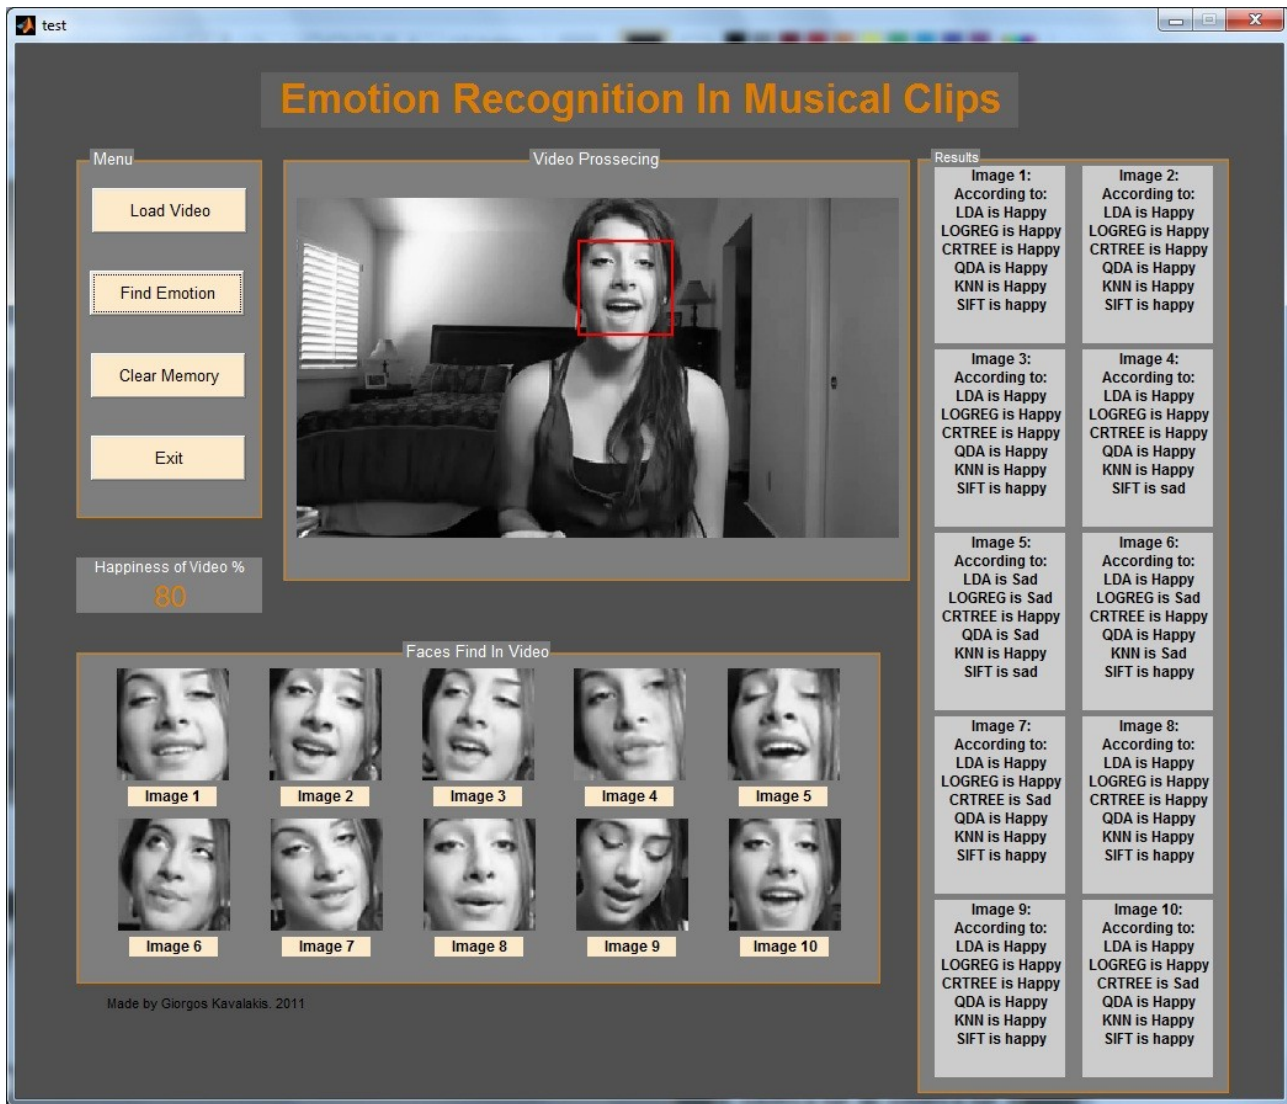 test
Emotion Recognition In Musical Clips
Menu
Load Video
Find Emotion
Clear Memory
Exit
Happiness of Video %
80
Video Prossecing
Faces Find In Video
Image 1
Image 2
Image 3
Image 4
Image 5
Image 6
Image 7
Image 8
Image 9
Image 10
Made by Giorgos Kavalakis. 2011
Results
Image 1:
According to:
LDA is Happy
LOGREG is Happy
CRTREE is Happy
QDA is Happy
KNN is Happy
SIFT is happy
Image 2:
According to:
LDA is Happy
LOGREG is Happy
CRTREE is Happy
QDA is Happy
KNN is Happy
SIFT is happy
Image 3:
According to:
LDA is Happy
LOGREG is Happy
CRTREE is Happy
QDA is Happy
KNN is Happy
SIFT is happy
Image 4:
According to:
LDA is Happy
LOGREG is Happy
CRTREE is Happy
QDA is Happy
KNN is Happy
SIFT is sad
Image 5:
According to:
LDA is Sad
LOGREG is Sad
CRTREE is Happy
QDA is Sad
KNN is Happy
SIFT is sad
Image 6:
According to:
LDA is Happy
LOGREG is Sad
CRTREE is Happy
QDA is Happy
KNN is Sad
SIFT is happy
Image 7:
According to:
LDA is Happy
LOGREG is Happy
CRTREE is Sad
QDA is Happy
KNN is Happy
SIFT is happy
Image 8:
According to:
LDA is Happy
LOGREG is Happy
CRTREE is Happy
QDA is Happy
KNN is Happy
SIFT is happy
Image 9:
According to:
LDA is Happy
LOGREG is Happy
CRTREE is Happy
QDA is Happy
KNN is Happy
SIFT is happy
Image 10:
According to:
LDA is Happy
LOGREG is Happy
CRTREE is Sad
QDA is Happy
KNN is Happy
SIFT is happy